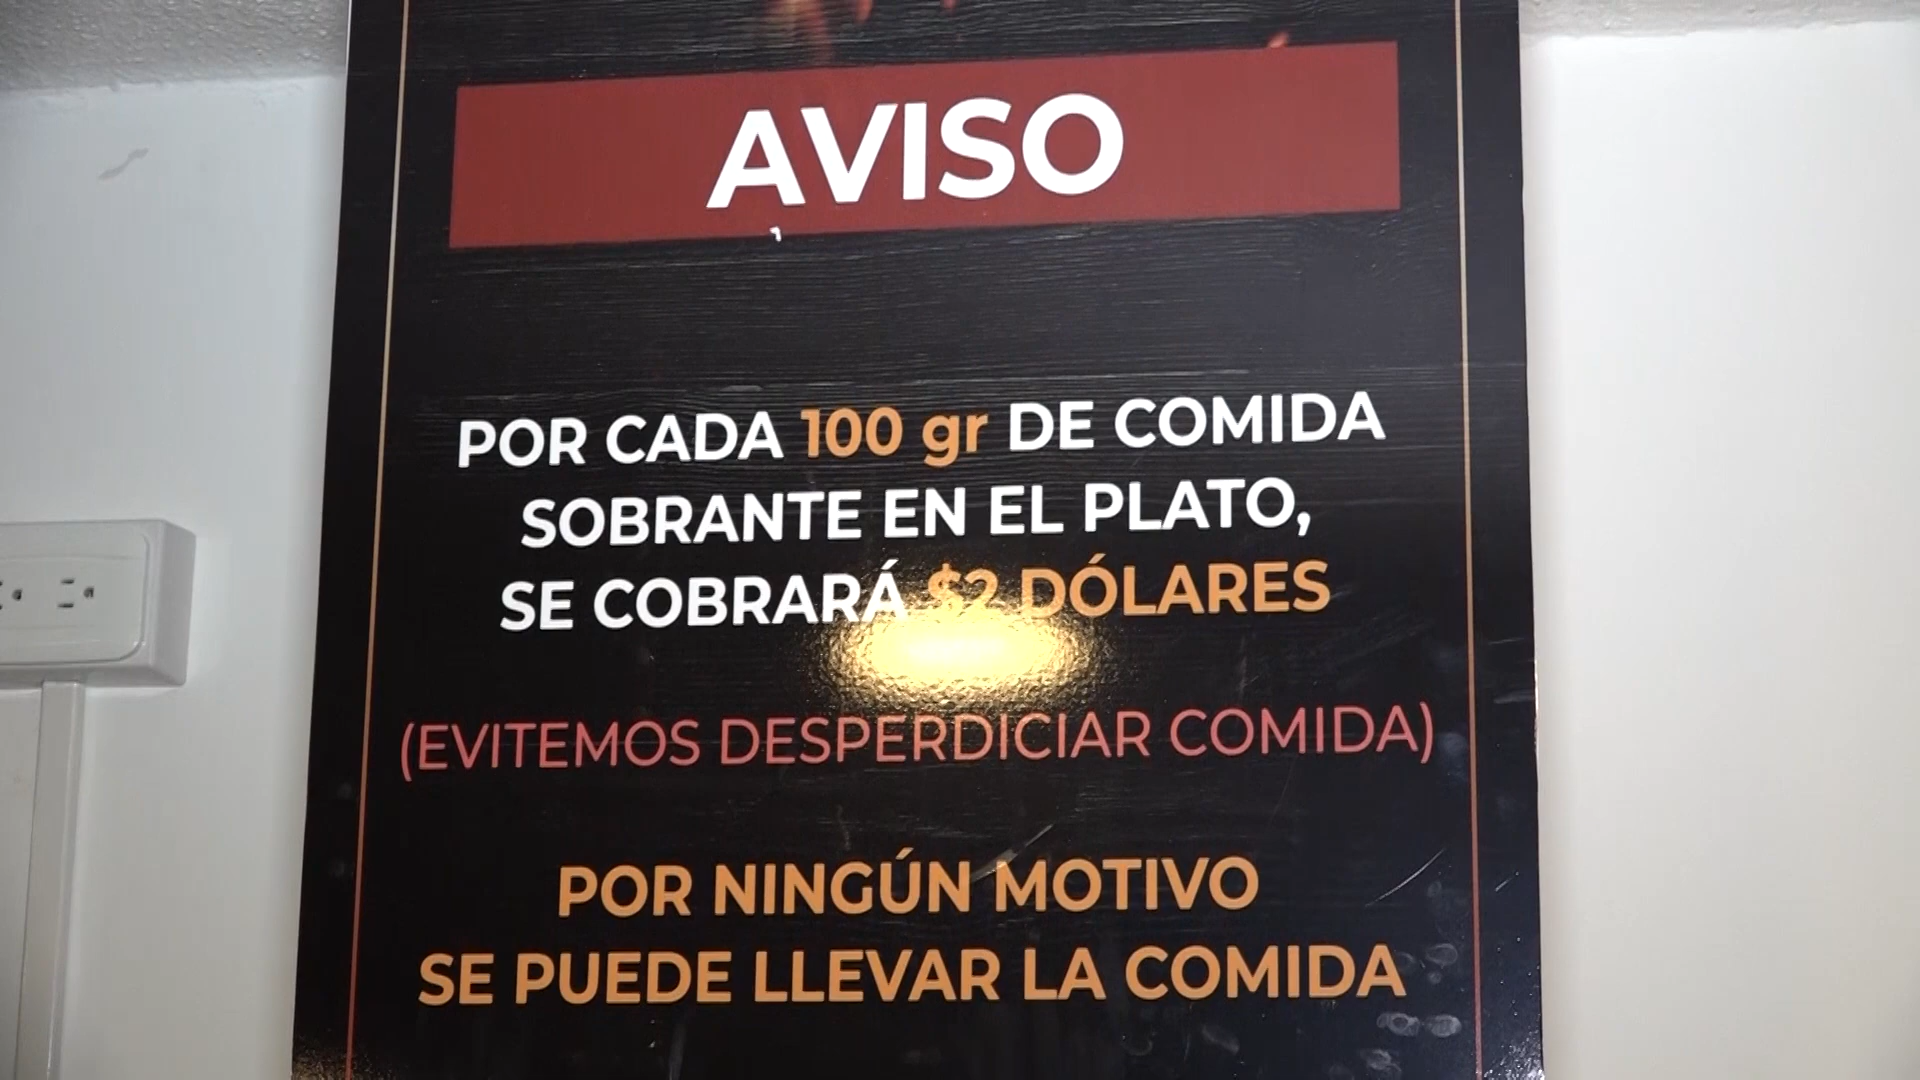 AVISO
POR CADA 100 gr DE COMIDA
SOBRANTE EN EL PLATO,
SE COBRARÁ $2 DÓLARES
(EVITEMOS DESPERDICIAR COMIDA)
POR NINGÚN MOTIVO
SE PUEDE LLEVAR LA COMIDA